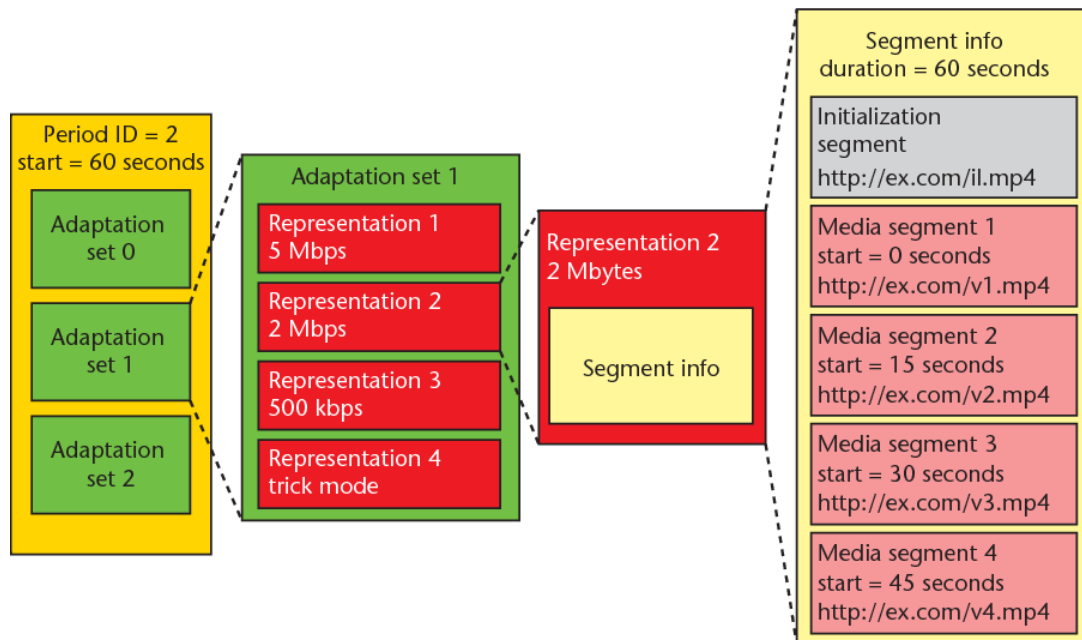 Period ID = 2
start = 60 seconds
Adaptation
set 0
Adaptation
set 1
Adaptation
set 2
Adaptation set 1
Representation 1
5 Mbps
Representation 2
2 Mbps
Representation 3
500 kbps
Representation 4
trick mode
Representation 2
2 Mbytes
Segment info
Segment info
duration = 60 seconds
Initialization
segment
http://ex.com/il.mp4
Media segment 1
start = 0 seconds
http://ex.com/v1.mp4
Media segment 2
start = 15 seconds
http://ex.com/v2.mp4
Media segment 3
start = 30 seconds
http://ex.com/v3.mp4
Media segment 4
start = 45 seconds
http://ex.com/v4.mp4